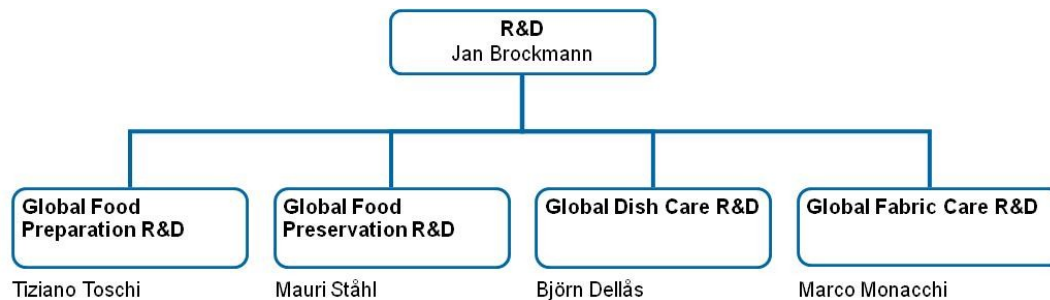 R&D
Jan Brockmann
Global Food
Preparation R&D
Global Food
Preservation R&D
Global Dish Care R&D
Global Fabric Care R&D
Tiziano Toschi
Mauri Ståhl
Björn Dellås
Marco Monacchi